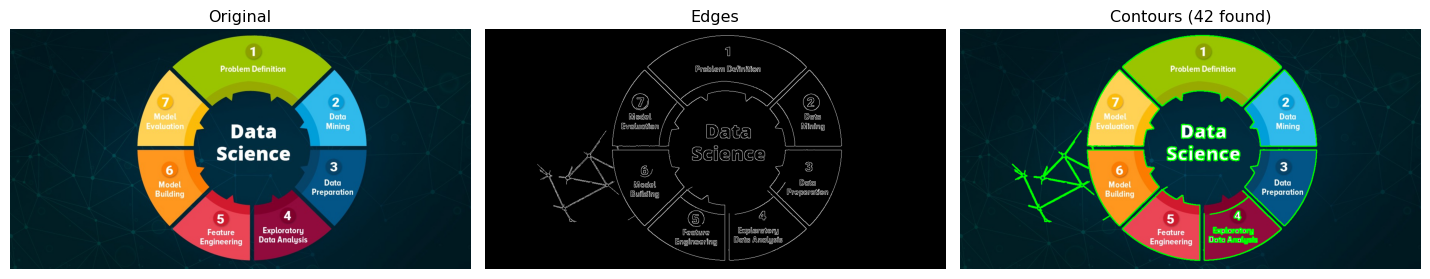 Original
1
Problem Definition
2
Data
Mining
3
Data
Preparation
4
Exploratory
Data Analysis
5
Feature
Engineering
6
Model
Building
7
Model
Evaluation
Data
Science
Edges
1
Problem Definition
2
Data
Mining
3
Data
Preparation
4
Exploratory
Data Analysis
5
Feature
Engineering
6
Model
Building
7
Model
Evaluation
Data
Science
Contours (42 found)
1
Problem Definition
2
Data
Mining
3
Data
Preparation
4
Exploratory
Data Analysis
5
Feature
Engineering
6
Model
Building
7
Model
Evaluation
Data
Science